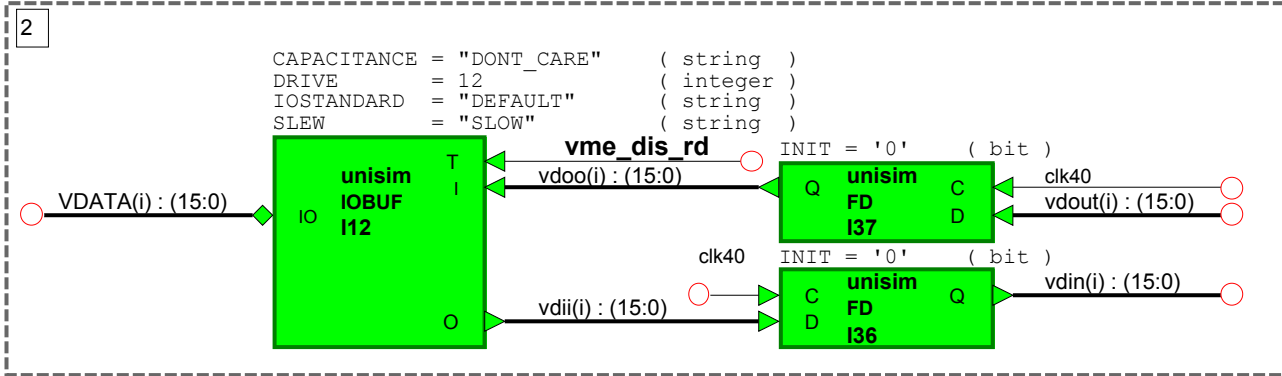 2
CAPACITANCE = "DONT_CARE" ( string )
DRIVE = 12 ( integer )
IOSTANDARD = "DEFAULT" ( string )
SLEW = "SLOW" ( string )
VDATA(i) : (15:0)
IO
unisim
IOBUF
I12
T
I
O
vme_dis_rd
vdoo(i) : (15:0)
INIT = '0' ( bit )
Q
unisim
FD
I37
C
D
clk40
vdout(i) : (15:0)
clk40
INIT = '0' ( bit )
vdii(i) : (15:0)
C
D
unisim
FD
I36
Q
vdin(i) : (15:0)